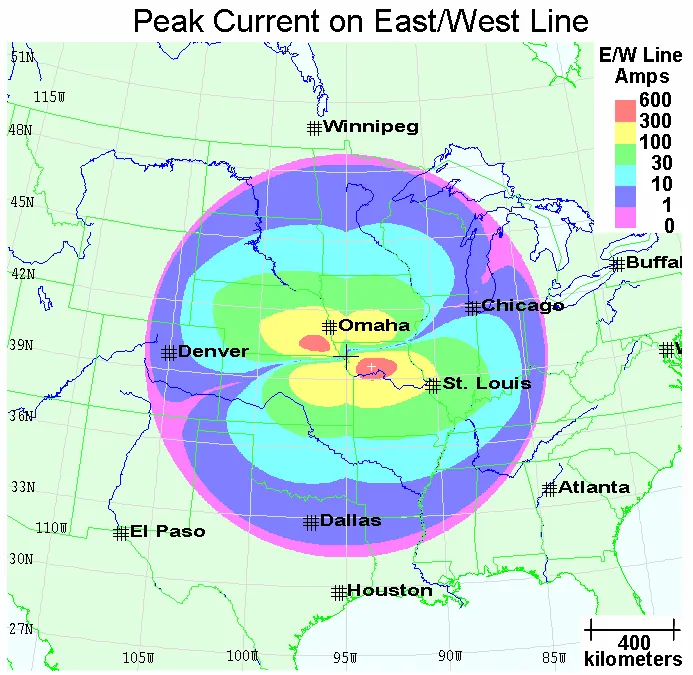 Peak Current on East/West Line
51N
E/W Line
Amps
115W
600
300
100
30
10
1
0
48N
Winnipeg
45N
42N
Buffal
Chicago
Omaha
39N
Denver
V
St. Louis
36N
33N
Atlanta
110W
El Paso
Dallas
30N
Houston
27N
400
kilometers
105W
100W
95W
90W
85W